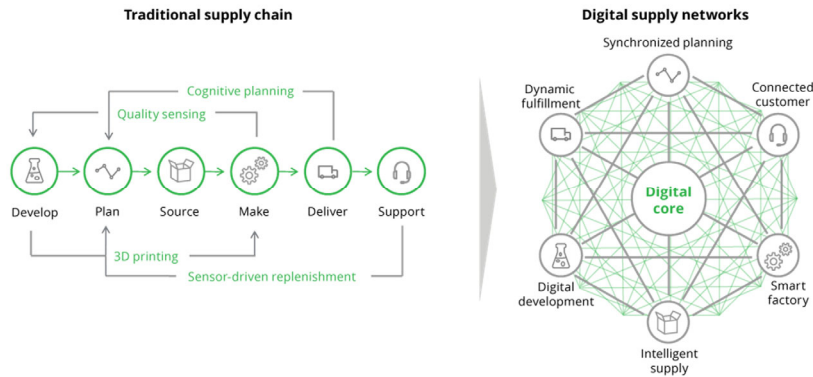 Traditional supply chain
Cognitive planning
Quality sensing
Develop
Plan
Source
Make
Deliver
Support
3D printing
Sensor-driven replenishment
Digital supply networks
Synchronized planning
Dynamic
fulfillment
Connected
customer
Digital
core
Digital
development
Smart
factory
Intelligent
supply